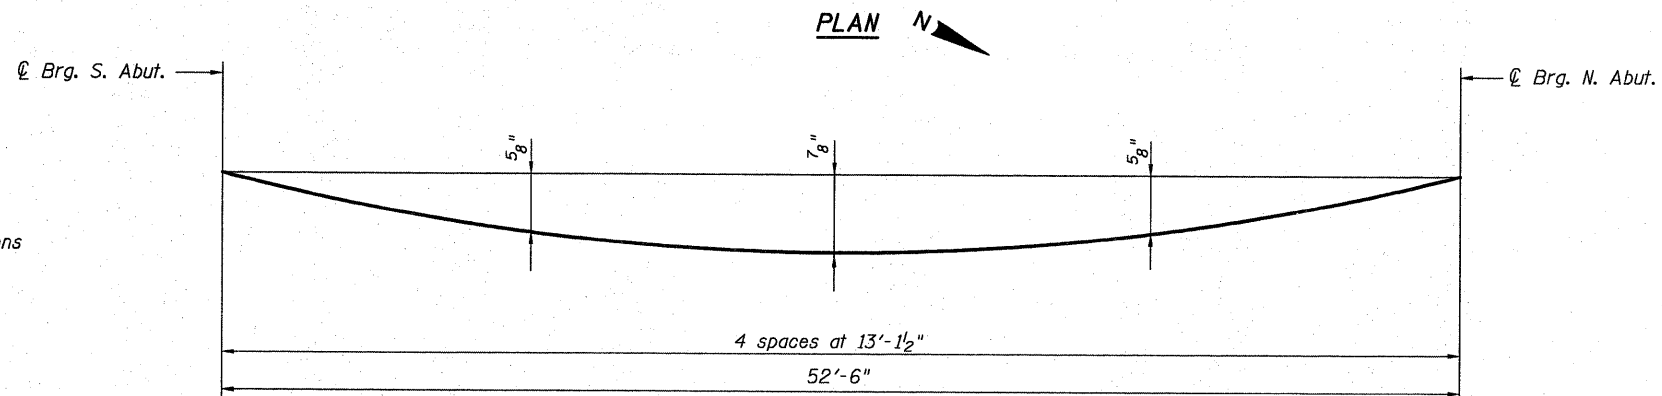 PLAN N
℄ Brg. S. Abut.
℄ Brg. N. Abut.
5/8"
7/8"
5/8"
ns
4 spaces at 13'-1½"
52'-6"